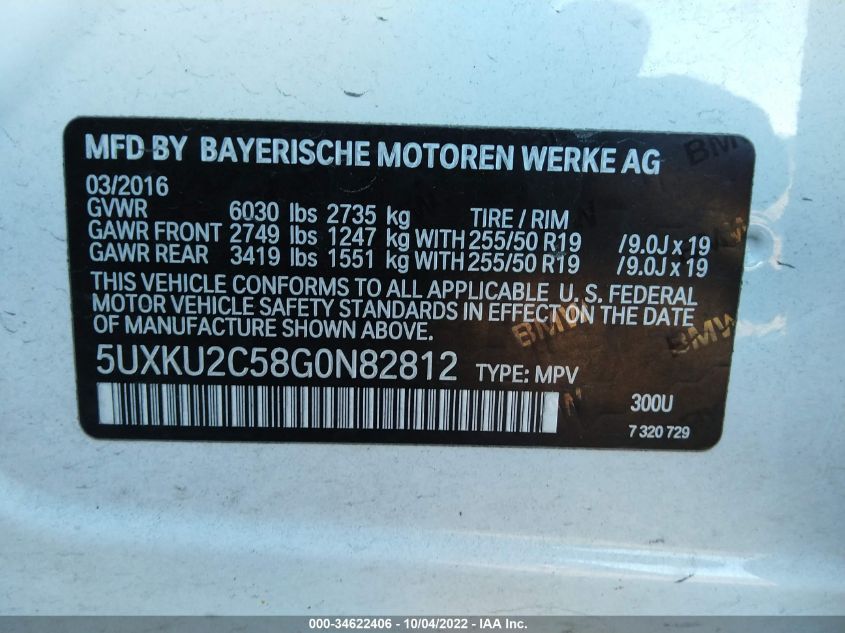 MFD BY BAYERISCHE MOTOREN WERKE AG
03/2016
GVWR 6030 lbs 2735 kg TIRE / RIM
GAWR FRONT 2749 lbs 1247 kg WITH 255/50 R19 /9.0J x 19
GAWR REAR 3419 lbs 1551 kg WITH 255/50 R19 /9.0J x 19
THIS VEHICLE CONFORMS TO ALL APPLICABLE U. S. FEDERAL
MOTOR VEHICLE SAFETY STANDARDS IN EFFECT ON THE DATE
OF MANUFACTURE SHOWN ABOVE.
5UXKU2C58G0N82812 TYPE: MPV
300U
7 320 729
BMW
BMW
BMW
000-34622406 - 10/04/2022 - IAA Inc.